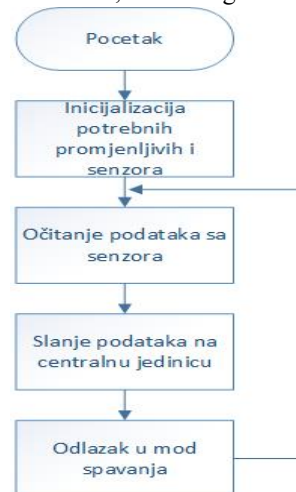 Pocetak
Inicijalizacija
potrebnih
promjenljivih i
senzora
Očitanje podataka sa
senzora
Slanje podataka na
centralnu jedinicu
Odlazak u mod
spavanja